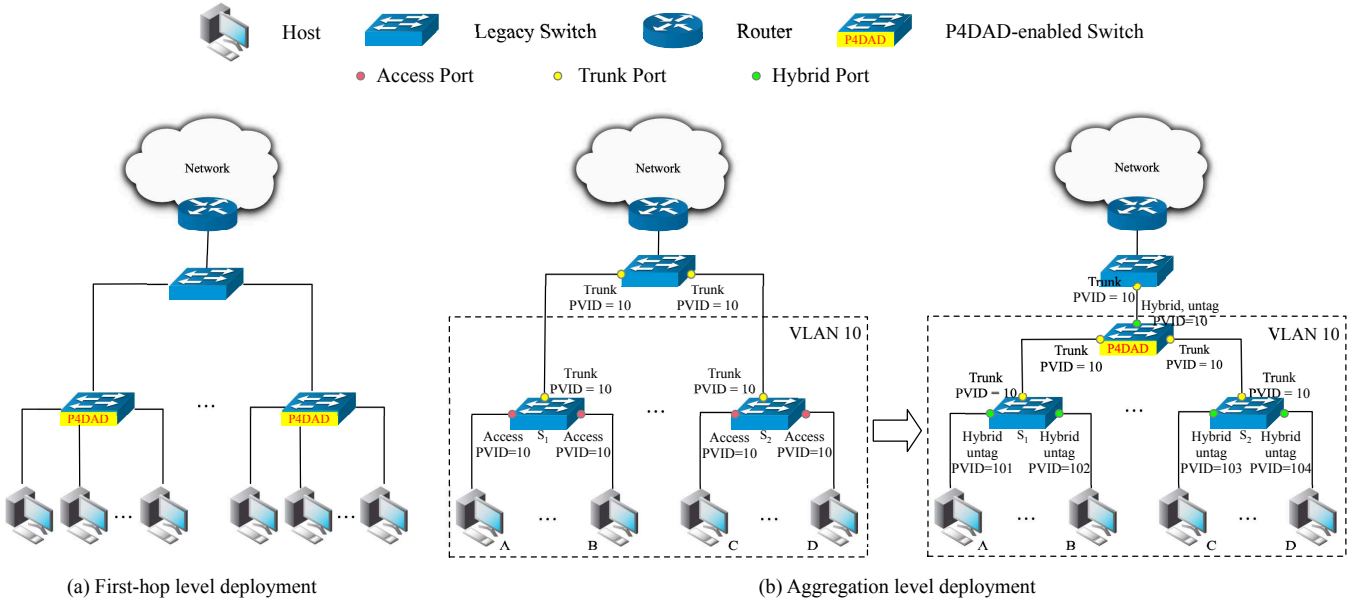 Host
Legacy Switch
Router
P4DAD
P4DAD-enabled Switch
Access Port
Trunk Port
Hybrid Port
Network
P4DAD
...
P4DAD
...
...
(a) First-hop level deployment
Network
Trunk
PVID = 10
Trunk
PVID = 10
VLAN 10
Trunk
PVID = 10
Trunk
PVID = 10
...
Access
PVID=10
S1
Access
PVID=10
Access
PVID=10
S2
Access
PVID=10
...
...
A
B
C
D
Network
Trunk
PVID = 10
Hybrid, untag
PVID=10
VLAN 10
P4DAD
Trunk
PVID = 10
Trunk
PVID = 10
Trunk
PVID = 10
Trunk
PVID = 10
...
Hybrid
untag
PVID=101
S1
Hybrid
untag
PVID=102
Hybrid
untag
PVID=103
S2
Hybrid
untag
PVID=104
...
...
A
B
C
D
(b) Aggregation level deployment